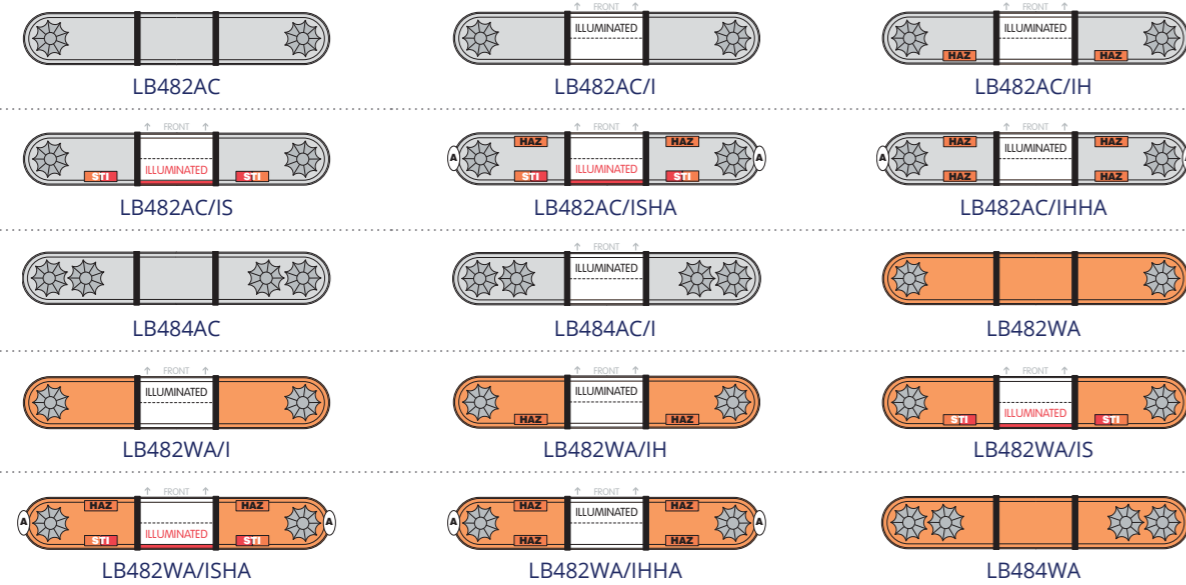 ↑ FRONT ↑ ↑ FRONT ↑
ILLUMINATED ILLUMINATED
HAZ HAZ
LB482AC LB482AC/I LB482AC/IH
↑ FRONT ↑ ↑ FRONT ↑ ↑ FRONT ↑
HAZ HAZ HAZ HAZ
ILLUMINATED
A A A A
STI ILLUMINATED STI STI ILLUMINATED STI HAZ HAZ
LB482AC/IS LB482AC/ISHA LB482AC/IHHA
↑ FRONT ↑
ILLUMINATED
LB484AC LB484AC/I LB482WA
↑ FRONT ↑ ↑ FRONT ↑ ↑ FRONT ↑
ILLUMINATED ILLUMINATED
HAZ HAZ STI ILLUMINATED STI
LB482WA/I LB482WA/IH LB482WA/IS
↑ FRONT ↑ ↑ FRONT ↑
HAZ HAZ HAZ ILLUMINATED HAZ
A A A A
STI ILLUMINATED STI HAZ HAZ
LB482WA/ISHA LB482WA/IHHA LB484WA